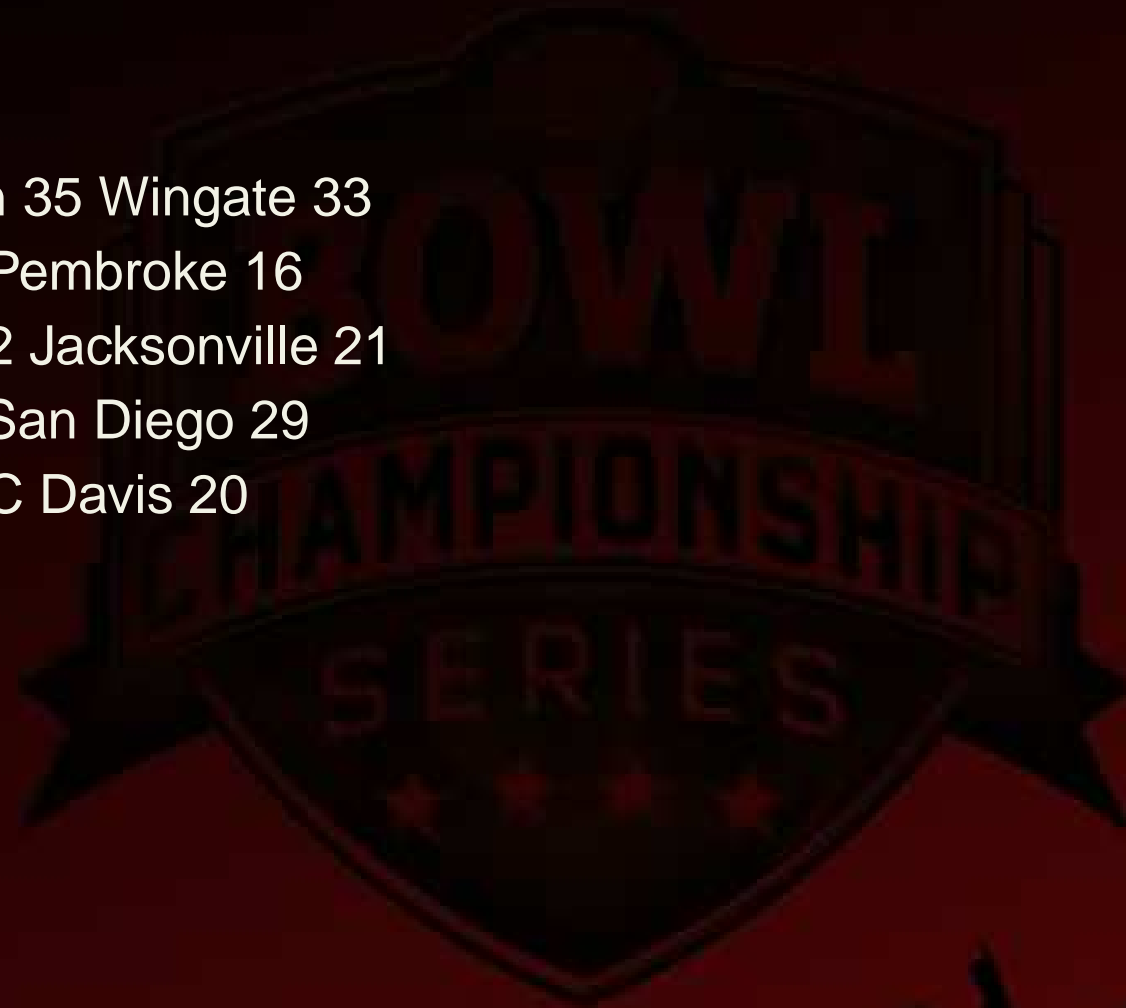 35 Wingate 33
Pembroke 16
2 Jacksonville 21
San Diego 29
C Davis 20
BOWL
CHAMPIONSHIP
SERIES